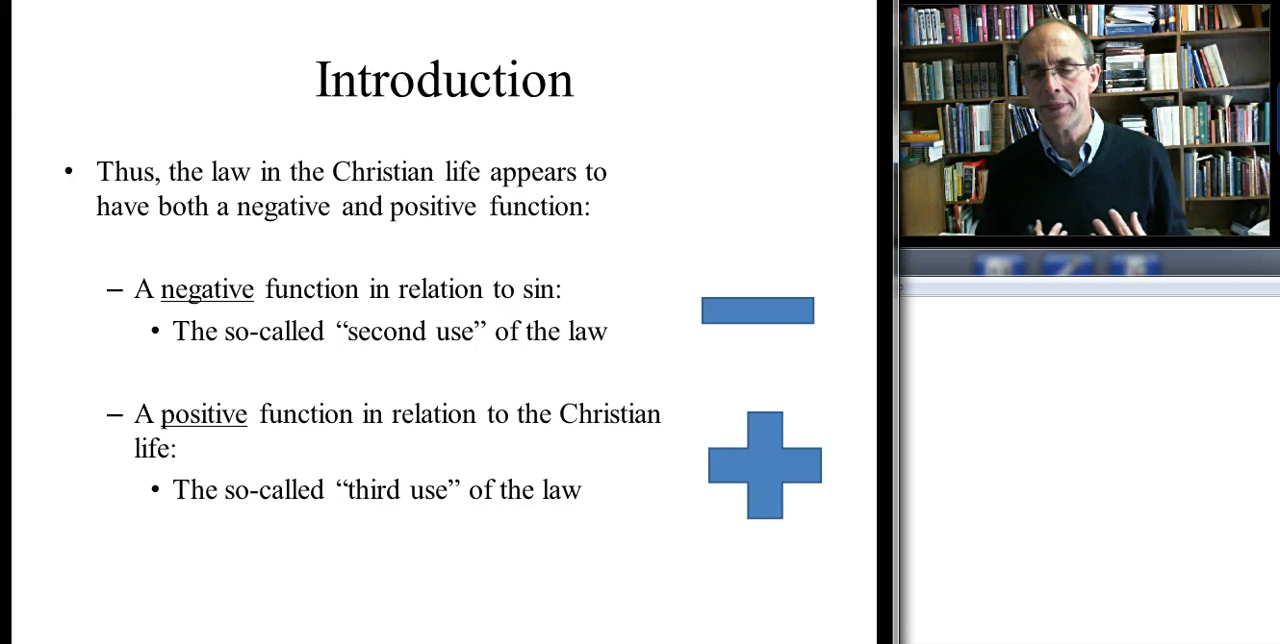 Introduction
• Thus, the law in the Christian life appears to
have both a negative and positive function:
– A negative function in relation to sin:
• The so-called “second use” of the law
– A positive function in relation to the Christian
life:
• The so-called “third use” of the law